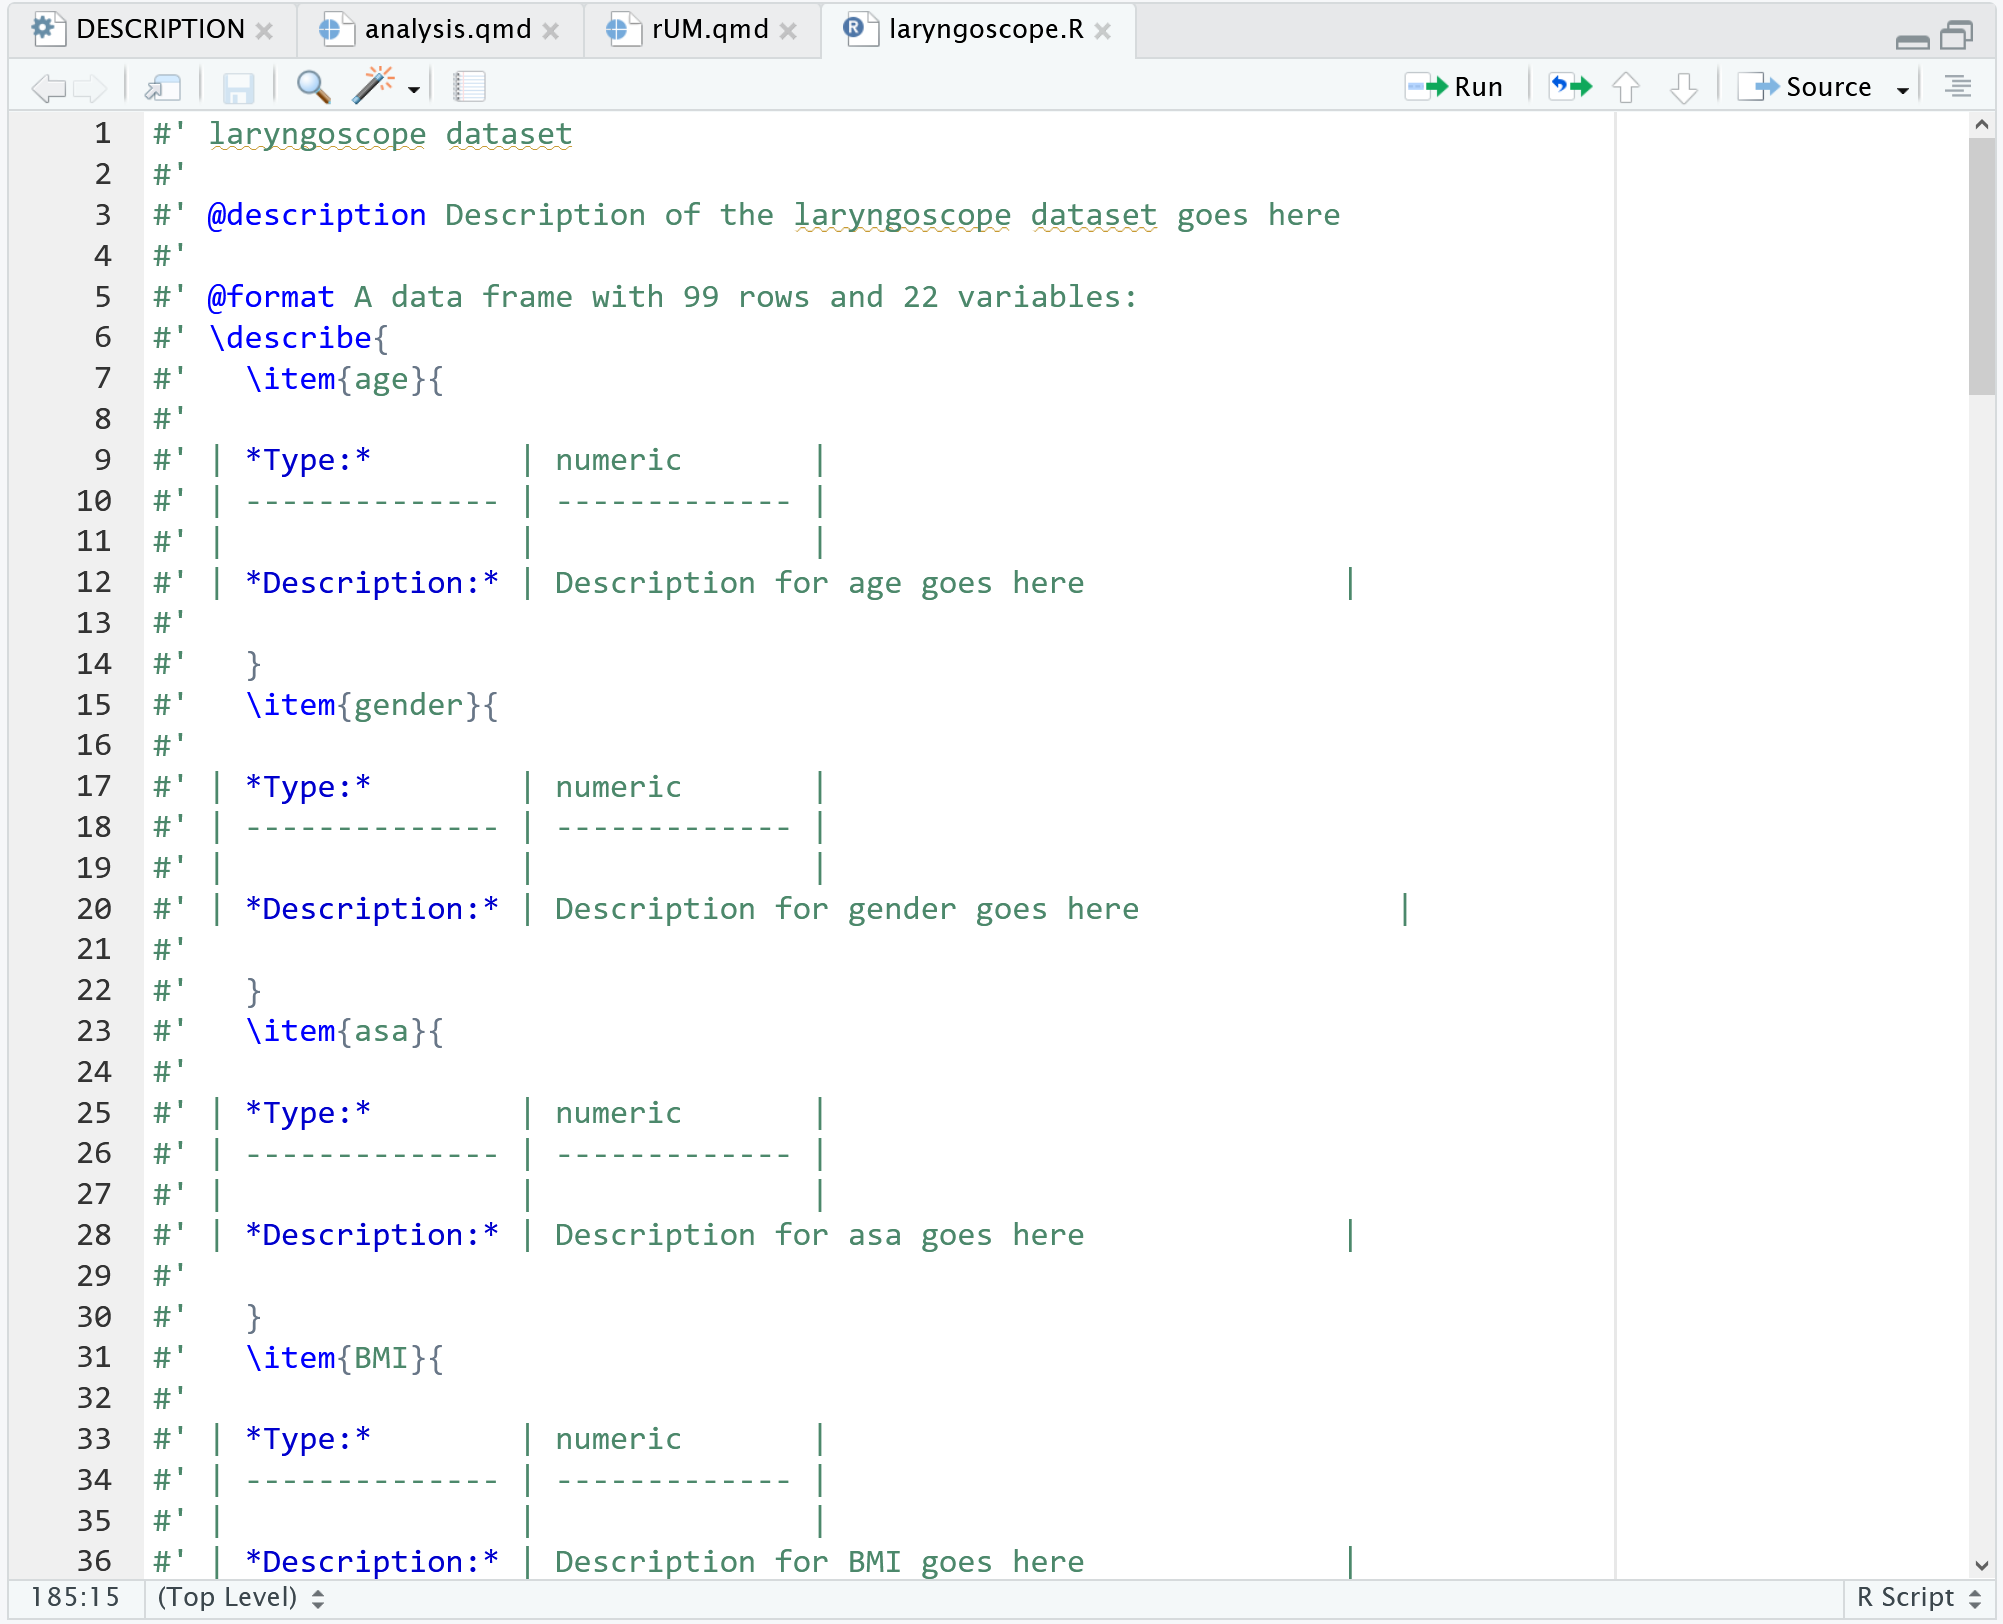 DESCRIPTION analysis.qmd rUM.qmd laryngoscope.R
Run Source
1 #' laryngoscope dataset
2 #'
3 #' @description Description of the laryngoscope dataset goes here
4 #'
5 #' @format A data frame with 99 rows and 22 variables:
6 #' \describe{
7 #'   \item{age}{
8 #'
9 #' | *Type:*        | numeric       |
10 #' | -------------- | ------------- |
11 #' |                |               |
12 #' | *Description:* | Description for age goes here              |
13 #'
14 #'   }
15 #'   \item{gender}{
16 #'
17 #' | *Type:*        | numeric       |
18 #' | -------------- | ------------- |
19 #' |                |               |
20 #' | *Description:* | Description for gender goes here              |
21 #'
22 #'   }
23 #'   \item{asa}{
24 #'
25 #' | *Type:*        | numeric       |
26 #' | -------------- | ------------- |
27 #' |                |               |
28 #' | *Description:* | Description for asa goes here              |
29 #'
30 #'   }
31 #'   \item{BMI}{
32 #'
33 #' | *Type:*        | numeric       |
34 #' | -------------- | ------------- |
35 #' |                |               |
36 #' | *Description:* | Description for BMI goes here              |
185:15 (Top Level) R Script